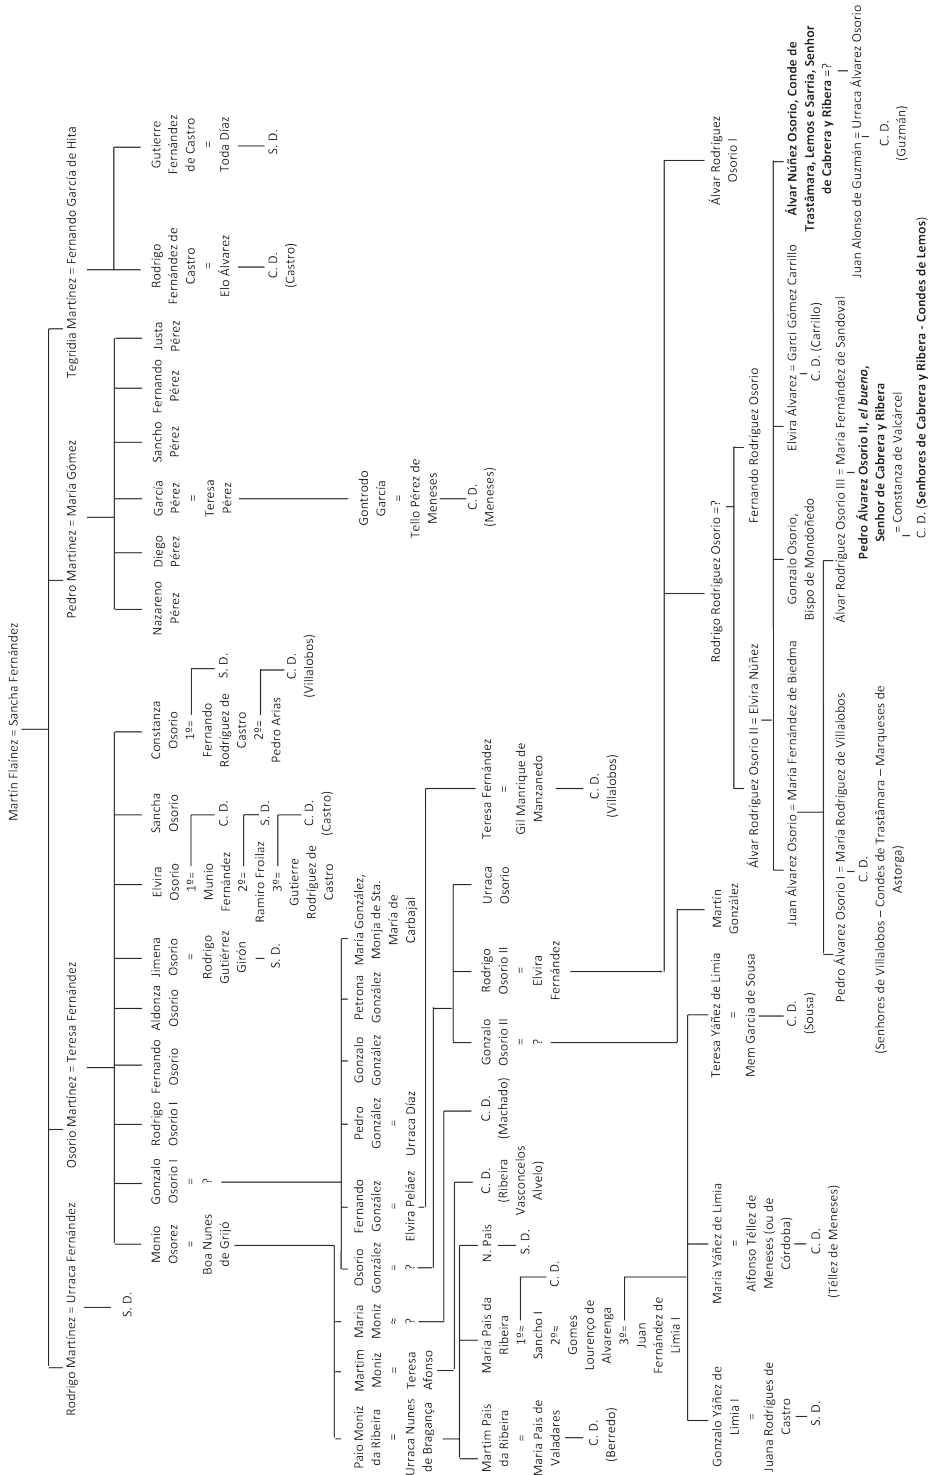 Martín Flaínez = Sancha Fernández
Rodrigo Martínez = Urraca Fernández
Osorio Martínez = Teresa Fernández
Pedro Martínez = María Gómez
Tegridia Martínez = Fernando García de Hita
S. D.
Monio
Osorez
=
Boa Nunes
de Grijó
Gonzalo
Osorio I
=
?
Rodrigo
Osorio I
Fernando
Osorio
Aldonza
Osorio
Jimena
Osorio
=
Rodrigo
Gutiérrez
Girón
S. D.
Elvira
Osorio
1º=
Munio
Fernández
C. D.
2º=
Ramiro Froilaz
S. D.
3º=
Gutierre
Rodríguez de
Castro
C. D.
(Castro)
Sancha
Osorio
Constanza
Osorio
1º=
Fernando
Rodríguez de
Castro
S. D.
2º=
Pedro Arias
C. D.
(Villalobos)
Nazareno
Pérez
Diego
Pérez
García
Pérez
=
Teresa
Pérez
Sancho
Pérez
Fernando
Pérez
Justa
Pérez
Rodrigo
Fernández de
Castro
=
Elo Álvarez
C. D.
(Castro)
Gutierre
Fernández
de Castro
=
Toda Díaz
S. D.
Paio Moniz
da Ribeira
=
Urraca Nunes
de Bragança
Martim
Moniz
=
Teresa
Afonso
Maria
Moniz
≈
?
Osorio
González
=
?
Fernando
González
=
Elvira Peláez
Pedro
González
=
Urraca Díaz
Gonzalo
González
Petrona
González
María González,
Monja de Sta.
María de
Carbajal
Gontrodo
García
=
Tello Pérez de
Meneses
C. D.
(Meneses)
Martim Pais
da Ribeira
=
Maria Pais de
Valadares
C. D.
(Berredo)
Maria Pais da
Ribeira
1º≈
Sancho I
C. D.
2º≈
Gomes
Lourenço de
Alvarenga
3º=
Juan
Fernández de
Limia I
N. Pais
S. D.
C. D.
(Ribeira
Vasconcelos
Alvelo)
C. D.
(Machado)
Gonzalo
Osorio II
=
?
Rodrigo
Osorio II
=
Elvira
Fernández
Urraca
Osorio
Teresa Fernández
=
Gil Manrique de
Manzanedo
C. D.
(Villalobos)
Gonzalo Yáñez de
Limia I
=
Juana Rodrígues de
Castro
S. D.
María Yáñez de Limia
=
Alfonso Téllez de
Meneses (ou de
Córdoba)
C. D.
(Téllez de Meneses)
Teresa Yáñez de Limia
=
Mem Garcia de Sousa
C. D.
(Sousa)
Martín
González
Rodrigo Rodríguez Osorio =?
Álvar Rodríguez
Osorio I
Álvar Rodríguez Osorio II = Elvira Núñez
Fernando Rodríguez Osorio
Juan Álvarez Osorio = María Fernández de Biedma
Gonzalo Osorio,
Bispo de Mondoñedo
Elvira Álvarez = Garci Gómez Carrillo
C. D. (Carrillo)
Álvar Núñez Osorio, Conde de
Trastâmara, Lemos e Sarria, Senhor
de Cabrera y Ribera =?
Pedro Álvarez Osorio I = María Rodríguez de Villalobos
C. D.
(Senhores de Villalobos – Condes de Trastâmara – Marqueses de
Astorga)
Álvar Rodríguez Osorio III = María Fernández de Sandoval
Pedro Álvarez Osorio II, el bueno,
Senhor de Cabrera y Ribera
= Constanza de Valcárcel
C. D. (Senhores de Cabrera y Ribera - Condes de Lemos)
Juan Alonso de Guzmán = Urraca Álvarez Osorio
C. D.
(Guzmán)